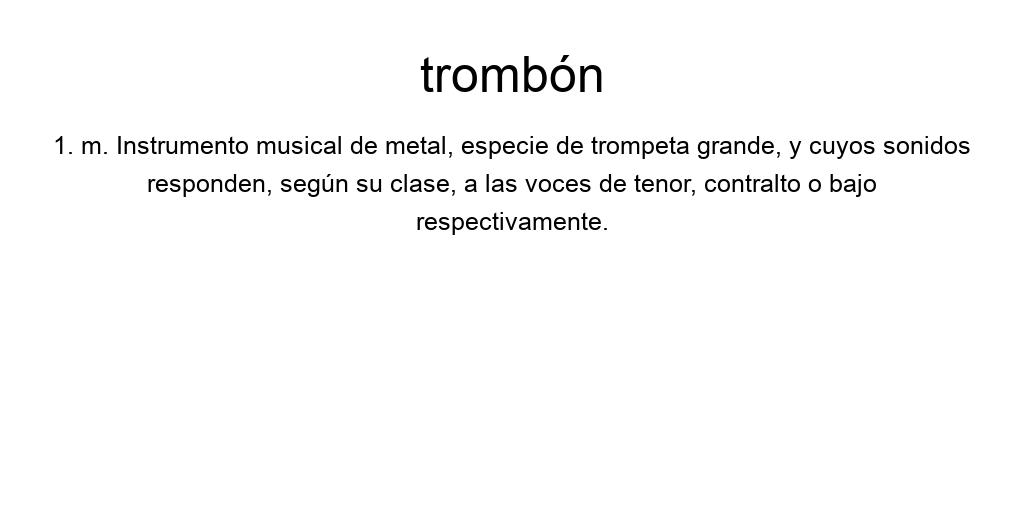 trombón
1. m. Instrumento musical de metal, especie de trompeta grande, y cuyos sonidos
responden, según su clase, a las voces de tenor, contralto o bajo
respectivamente.